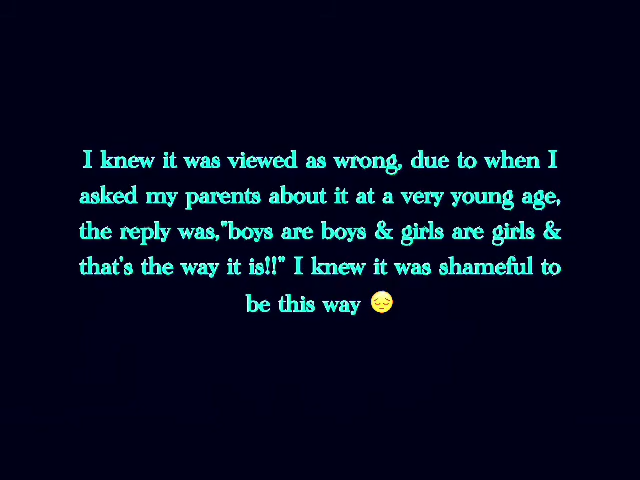 I knew it was viewed as wrong, due to when I
asked my parents about it at a very young age,
the reply was,"boys are boys & girls are girls &
that's the way it is!!" I knew it was shameful to
be this way 😔